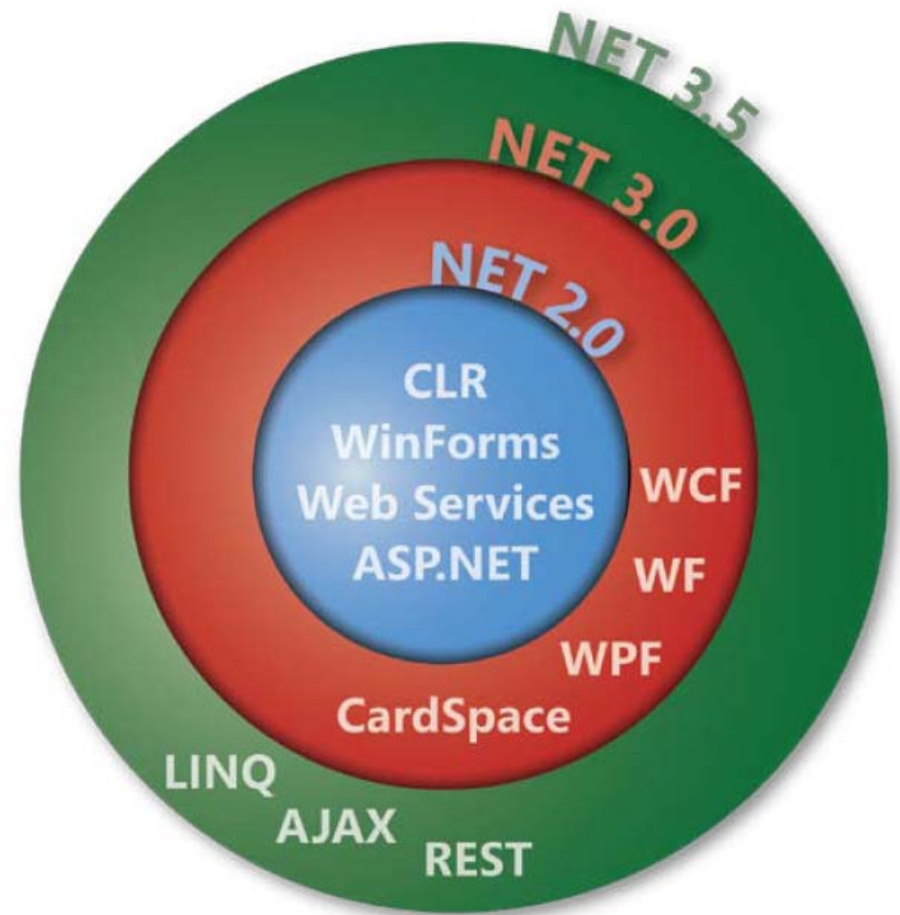 NET 3.5
NET 3.0
NET 2.0
CLR
WinForms
Web Services
ASP.NET
WCF
WF
WPF
CardSpace
LINQ
AJAX
REST